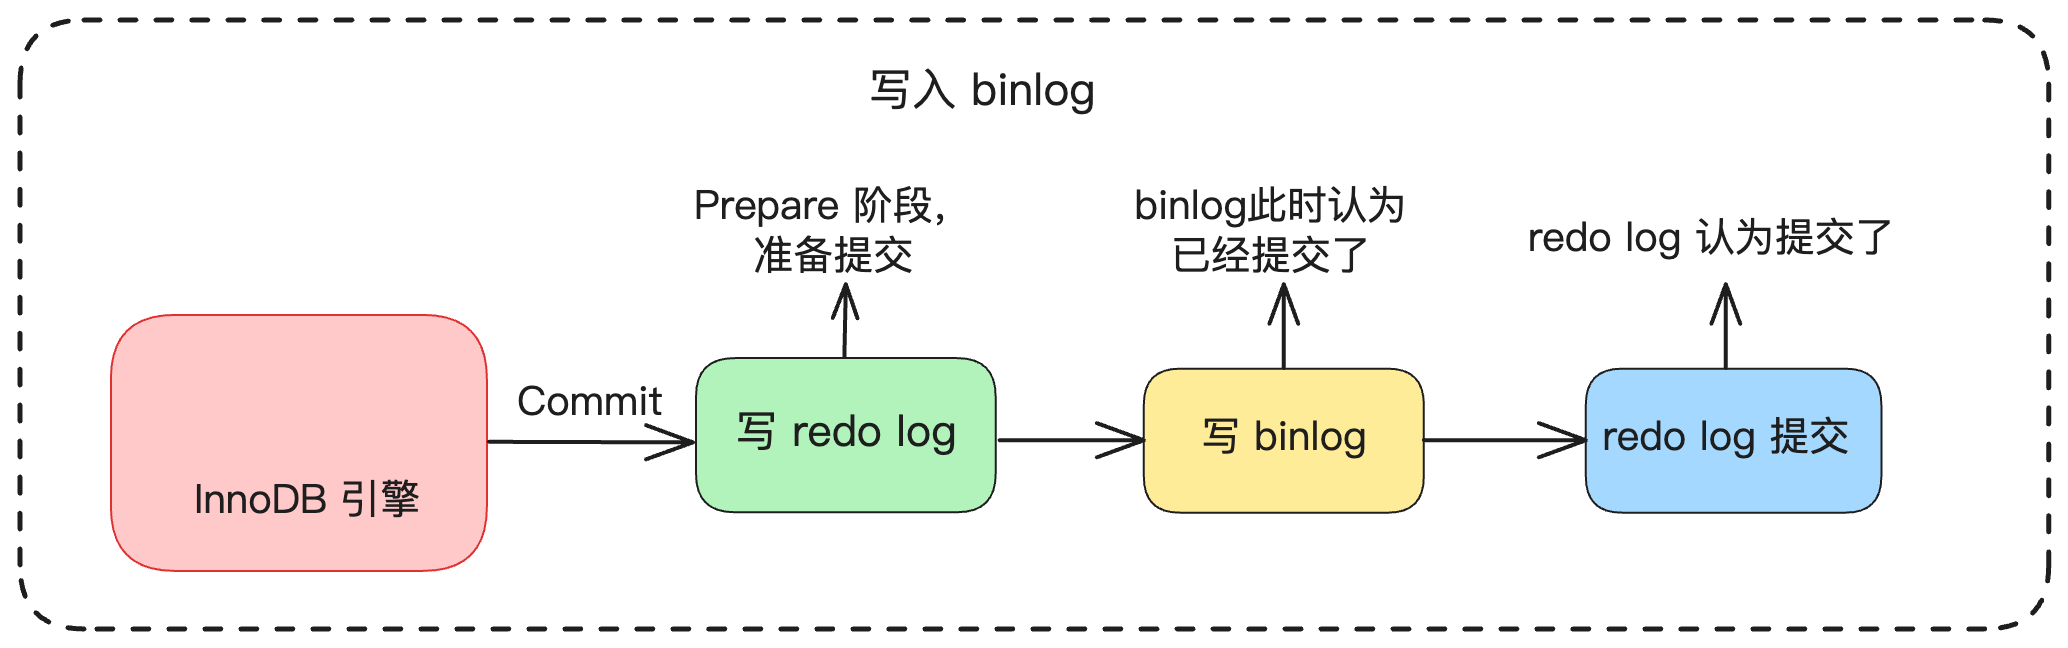 写入 binlog
Prepare 阶段，
准备提交
binlog此时认为
已经提交了
redo log 认为提交了
InnoDB 引擎
Commit
写 redo log
写 binlog
redo log 提交